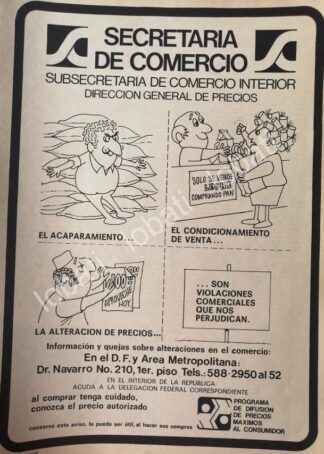 SECRETARIA
DE COMERCIO
SUBSECRETARIA DE COMERCIO INTERIOR
DIRECCION GENERAL DE PRECIOS
SOLO SE VENDE
COMPRANDO PAN
EL ACAPARAMIENTO...
EL CONDICIONAMIENTO
DE VENTA...
HOY
LA ALTERACION DE PRECIOS...
... SON
VIOLACIONES
COMERCIALES
QUE NOS
PERJUDICAN.
Información y quejas sobre alteraciones en el comercio:
En el D.F. y Area Metropolitana:
Dr. Navarro No. 210, 1er. piso Tels.: 588-2950 al 52
EN EL INTERIOR DE LA REPUBLICA.
ACUDA A LA DELEGACION FEDERAL CORRESPONDIENTE
al comprar tenga cuidado,
conozca el precio autorizado
PROGRAMA
DE DIFUSION
DE PRECIOS
MAXIMOS
AL CONSUMIDOR
conserve este aviso, le puede ser útil, al hacer sus compras